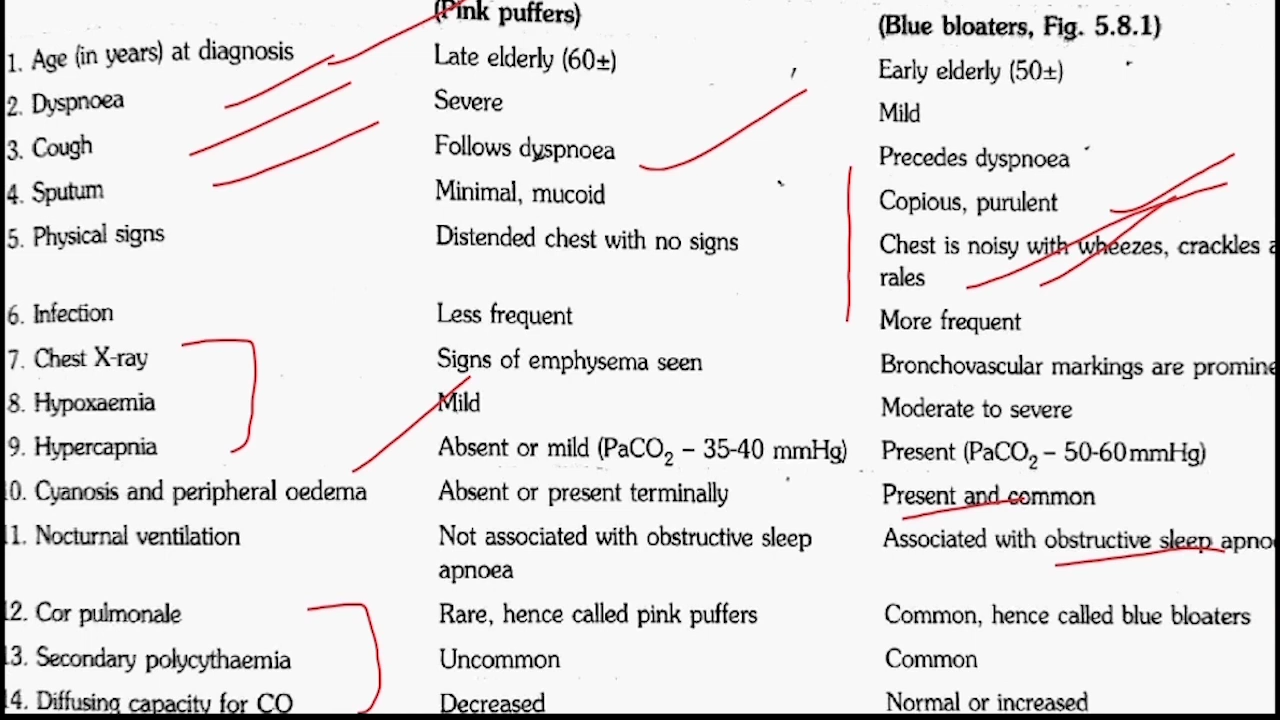 (Pink puffers) (Blue bloaters, Fig. 5.8.1)
1. Age (in years) at diagnosis Late elderly (60±) Early elderly (50±)
2. Dyspnoea Severe Mild
3. Cough Follows dyspnoea Precedes dyspnoea
4. Sputum Minimal, mucoid Copious, purulent
5. Physical signs Distended chest with no signs Chest is noisy with wheezes, crackles
rales
6. Infection Less frequent More frequent
7. Chest X-ray Signs of emphysema seen Bronchovascular markings are promine
8. Hypoxaemia Mild Moderate to severe
9. Hypercapnia Absent or mild (PaCO₂ – 35-40 mmHg) Present (PaCO₂ – 50-60mmHg)
0. Cyanosis and peripheral oedema Absent or present terminally Present and common
11. Nocturnal ventilation Not associated with obstructive sleep Associated with obstructive sleep apno
apnoea
12. Cor pulmonale Rare, hence called pink puffers Common, hence called blue bloaters
13. Secondary polycythaemia Uncommon Common
14. Diffusing capacity for CO Decreased Normal or increased